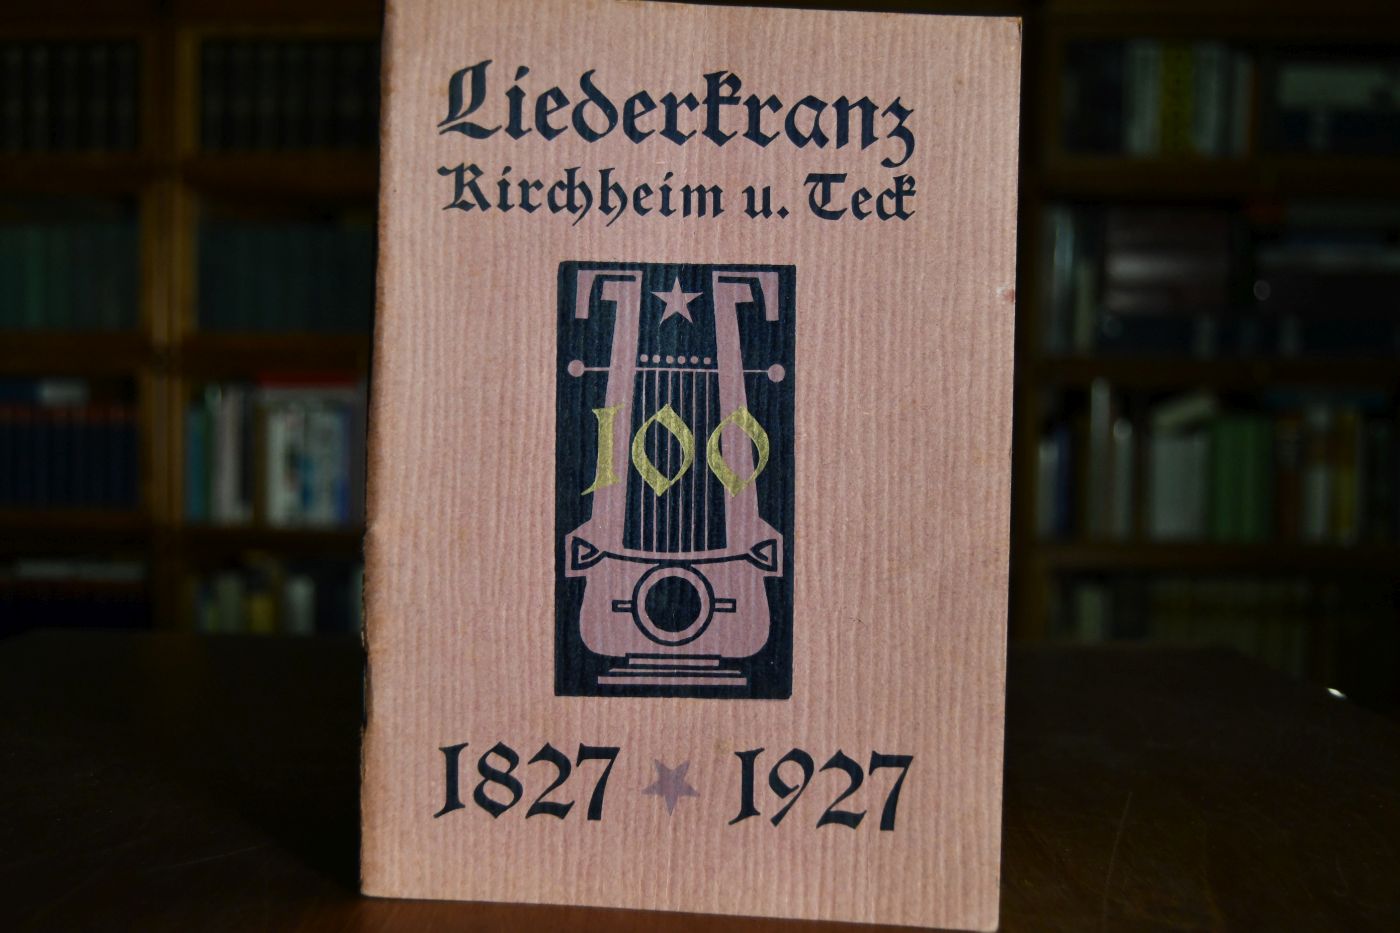 Liederkranz
Kirchheim u. Teck
100
1827 ★ 1927